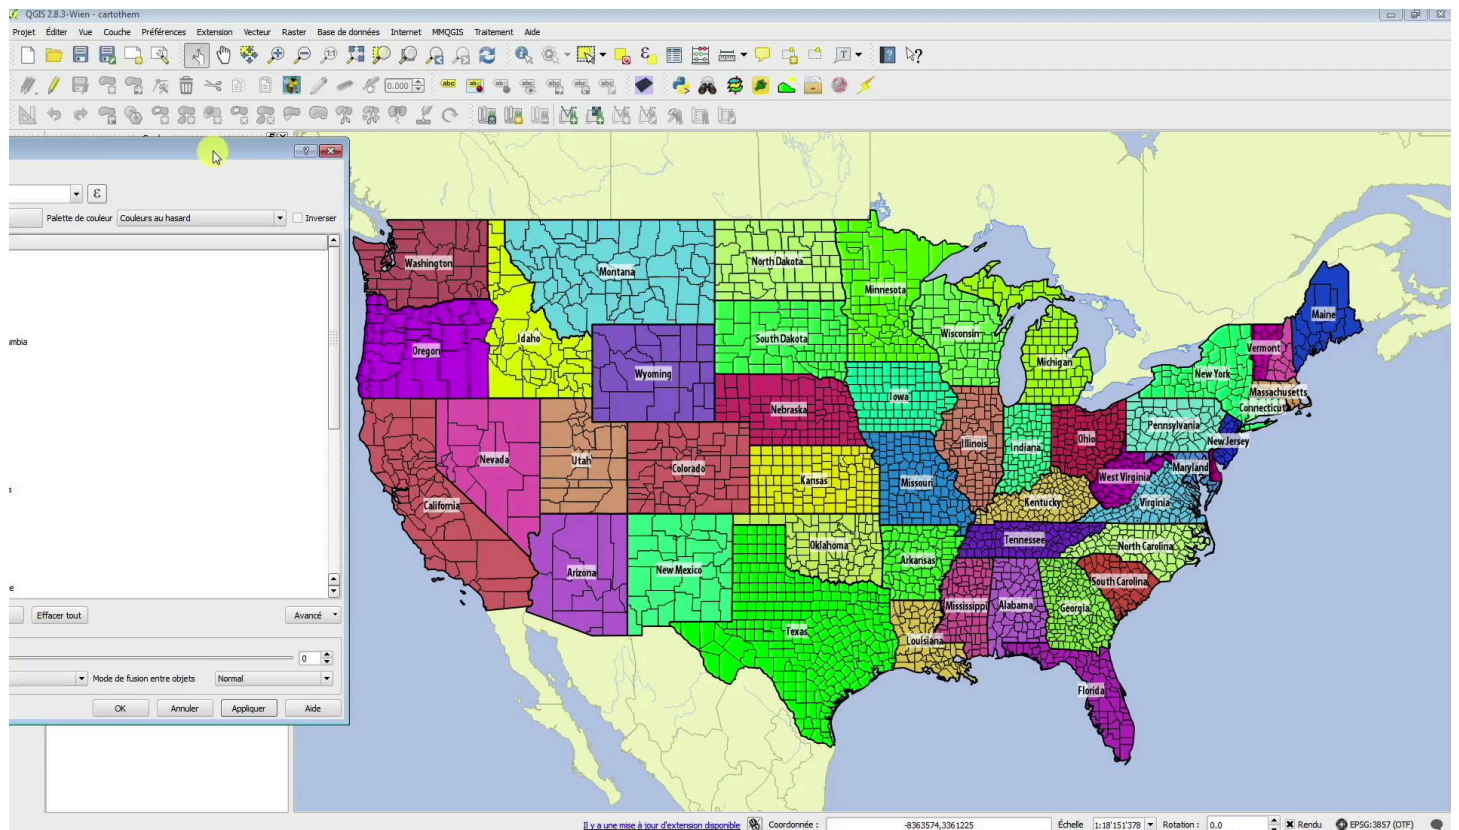 QGIS 2.8.3-Wien - cartothem
Projet Éditer Vue Couche Préférences Extension Vecteur Raster Base de données Internet MMQGIS Traitement Aide
0.000
abc
Palette de couleur Couleurs au hasard Inverser
umbia
s
e
Effacer tout Avancé
0
Mode de fusion entre objets Normal
OK Annuler Appliquer Aide
Washington
Montana
North Dakota
Minnesota
Maine
Idaho
Oregon
South Dakota
Wisconsin
Vermont
Michigan
Wyoming
New York
Massachusetts
Iowa
Nebraska
Connecticut
Pennsylvania
Ohio
New Jersey
Illinois
Indiana
Nevada
Utah
Colorado
Maryland
Kansas
Missouri
West Virginia
California
Kentucky
Virginia
Tennessee
Oklahoma
North Carolina
Arkansas
Arizona
New Mexico
South Carolina
Mississippi
Alabama
Georgia
Texas
Louisiana
Florida
Il y a une mise à jour d'extension disponible Coordonnée : -8363574,3361225 Échelle 1:18'151'378 Rotation : 0.0 Rendu EPSG:3857 (OTF)